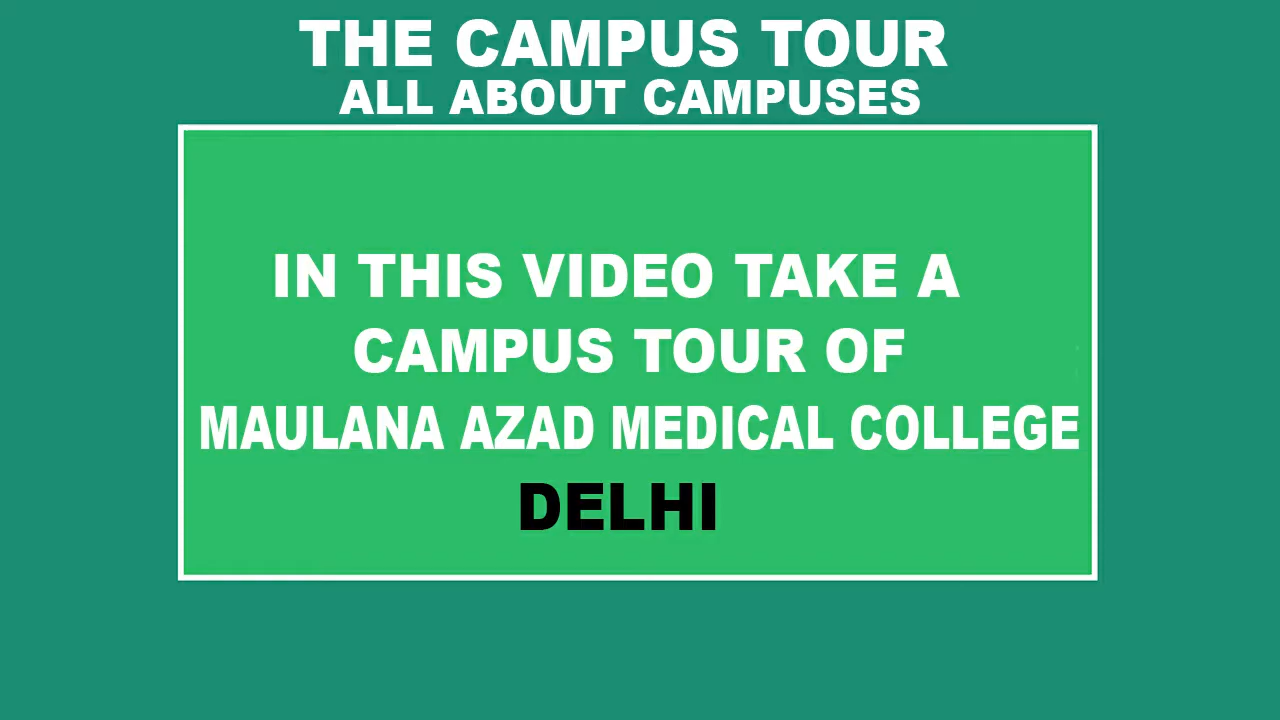 THE CAMPUS TOUR
ALL ABOUT CAMPUSES
IN THIS VIDEO TAKE A
CAMPUS TOUR OF
MAULANA AZAD MEDICAL COLLEGE
DELHI